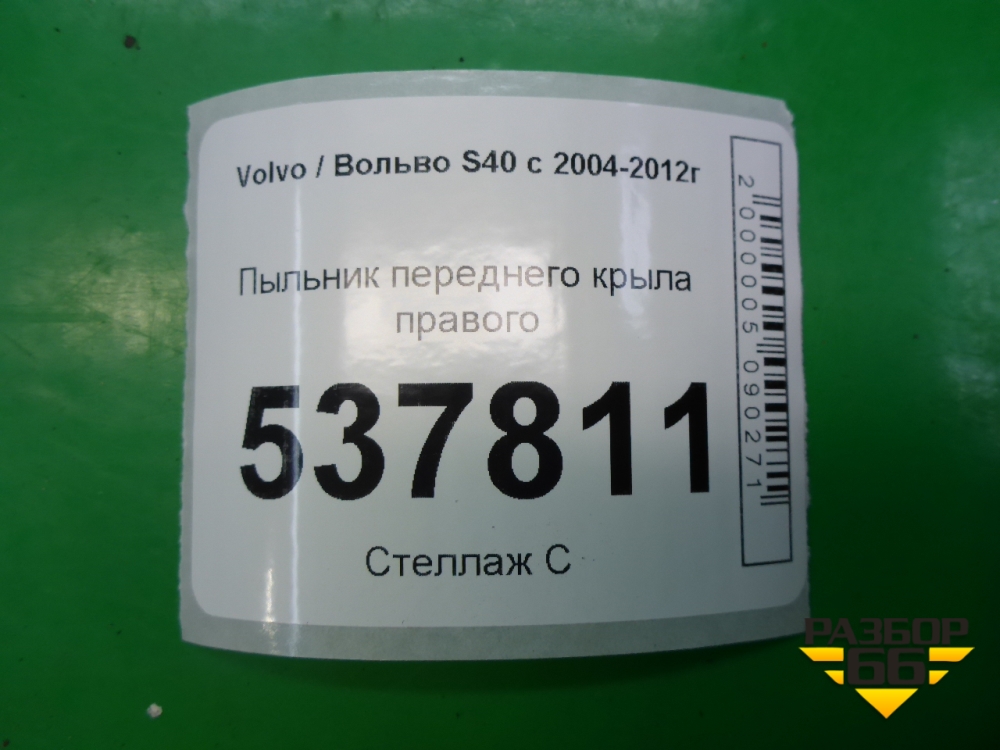 Volvo / Вольво S40 с 2004-2012г
Пыльник переднего крыла
правого
537811
Стеллаж С
2000005090271
РАЗБОР
66